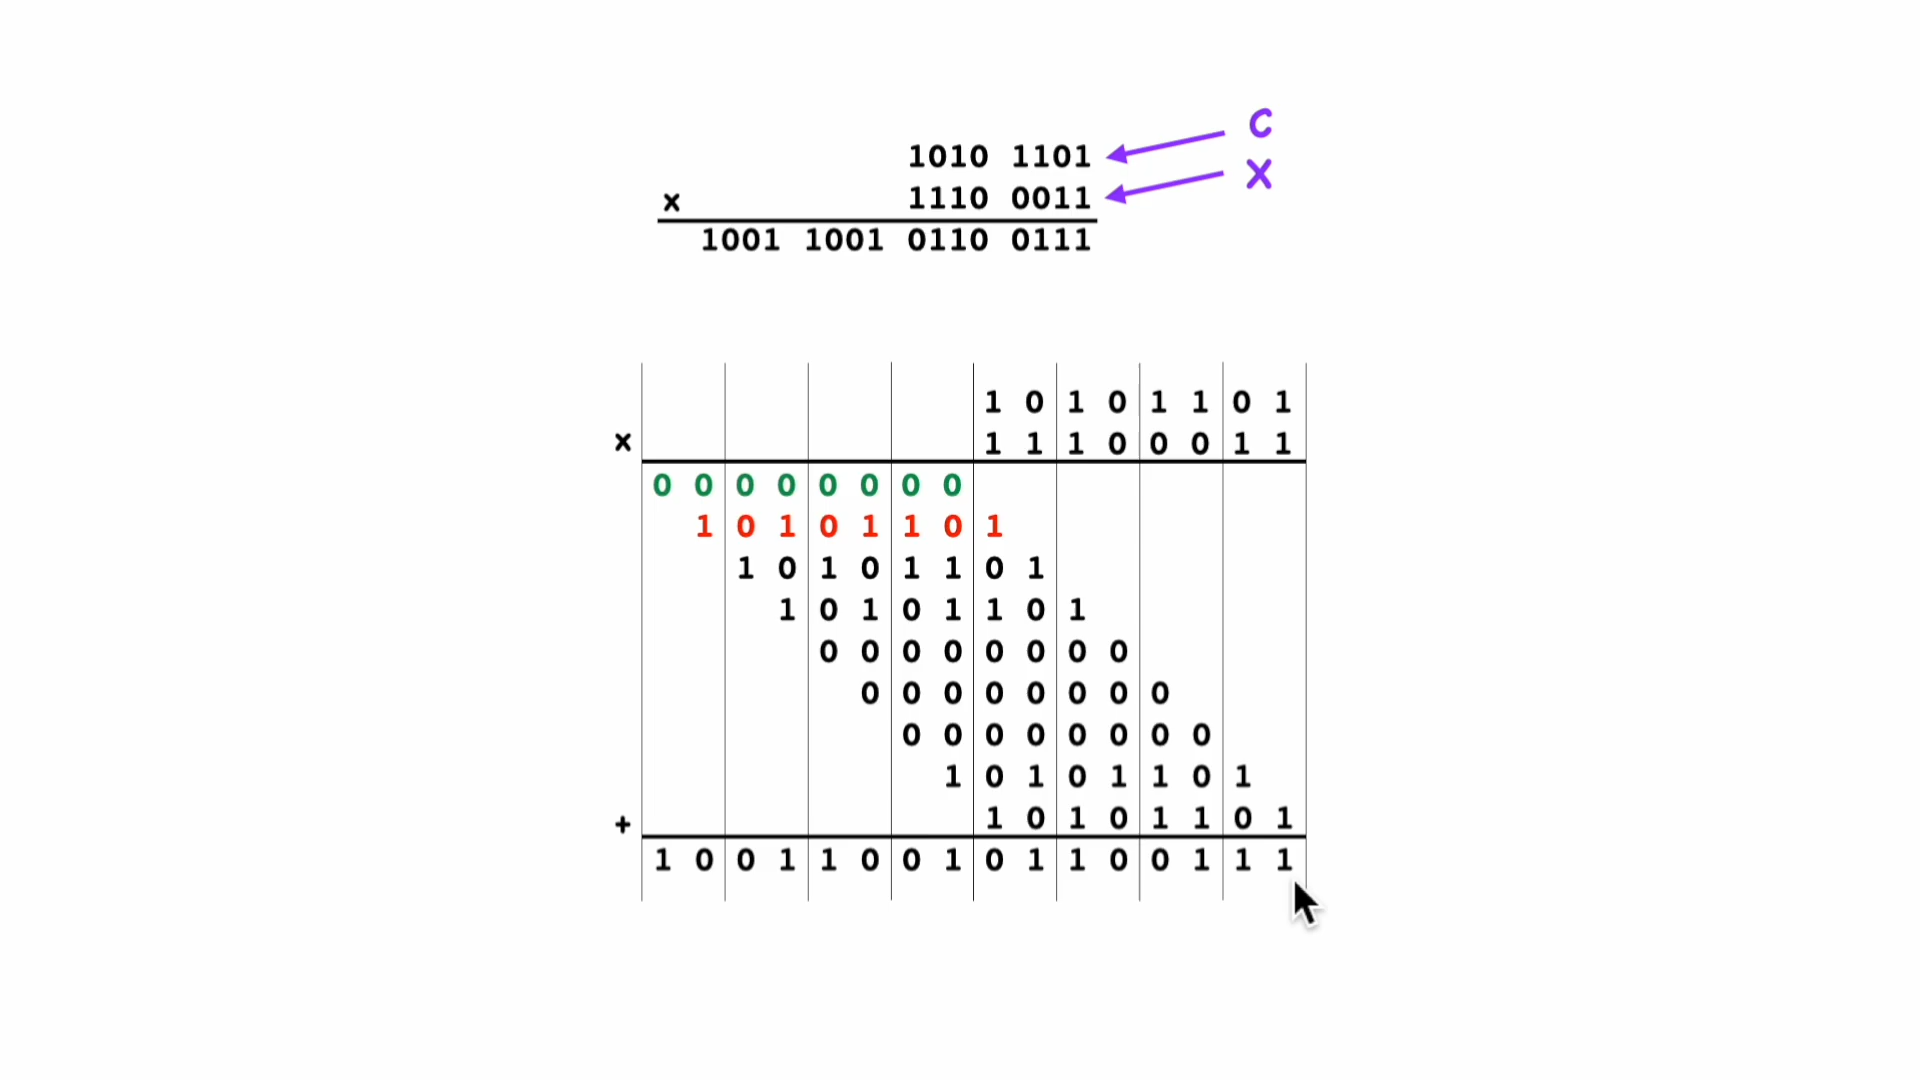 C
1010 1101
X
x 1110 0011
1001 1001 0110 0111
1 0 1 0 1 1 0 1
x 1 1 1 0 0 0 1 1
0 0 0 0 0 0 0 0
1 0 1 0 1 1 0 1
1 0 1 0 1 1 0 1
1 0 1 0 1 1 0 1
0 0 0 0 0 0 0 0
0 0 0 0 0 0 0 0
0 0 0 0 0 0 0 0
1 0 1 0 1 1 0 1
+ 1 0 1 0 1 1 0 1
1 0 0 1 1 0 0 1 0 1 1 0 0 1 1 1